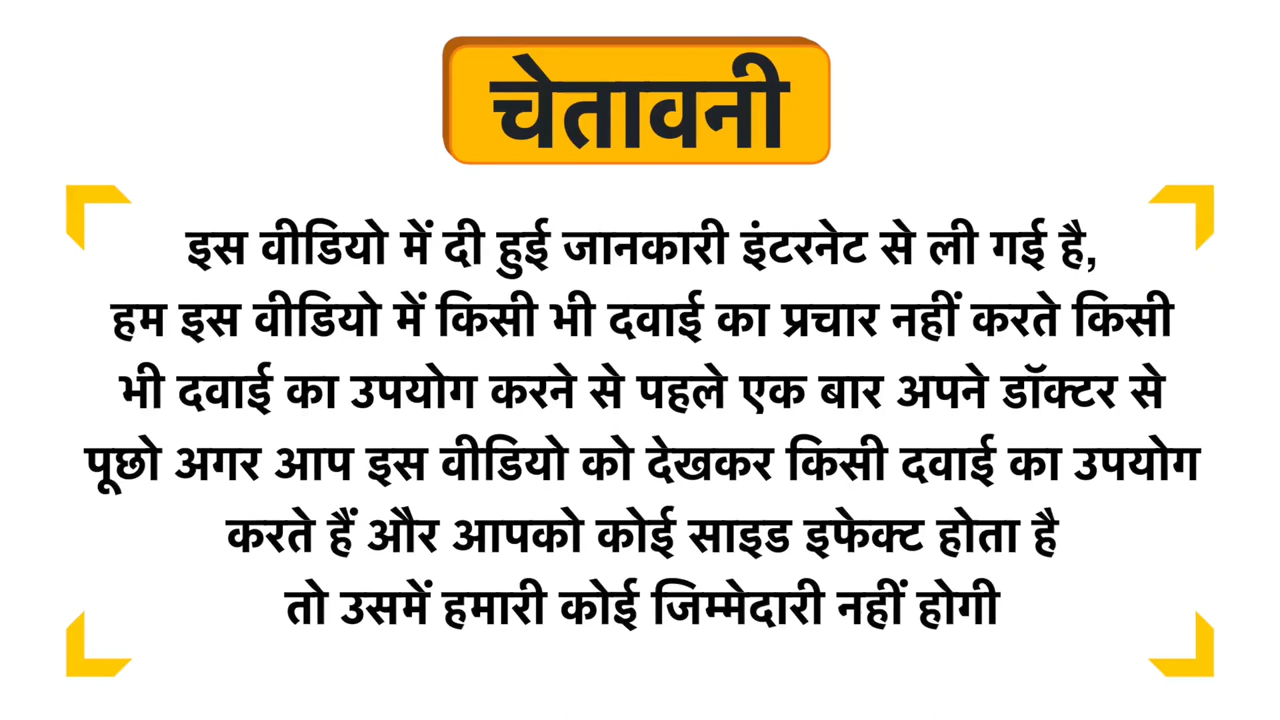 चेतावनी
इस वीडियो में दी हुई जानकारी इंटरनेट से ली गई है,
हम इस वीडियो में किसी भी दवाई का प्रचार नहीं करते किसी
भी दवाई का उपयोग करने से पहले एक बार अपने डॉक्टर से
पूछो अगर आप इस वीडियो को देखकर किसी दवाई का उपयोग
करते हैं और आपको कोई साइड इफेक्ट होता है
तो उसमें हमारी कोई जिम्मेदारी नहीं होगी